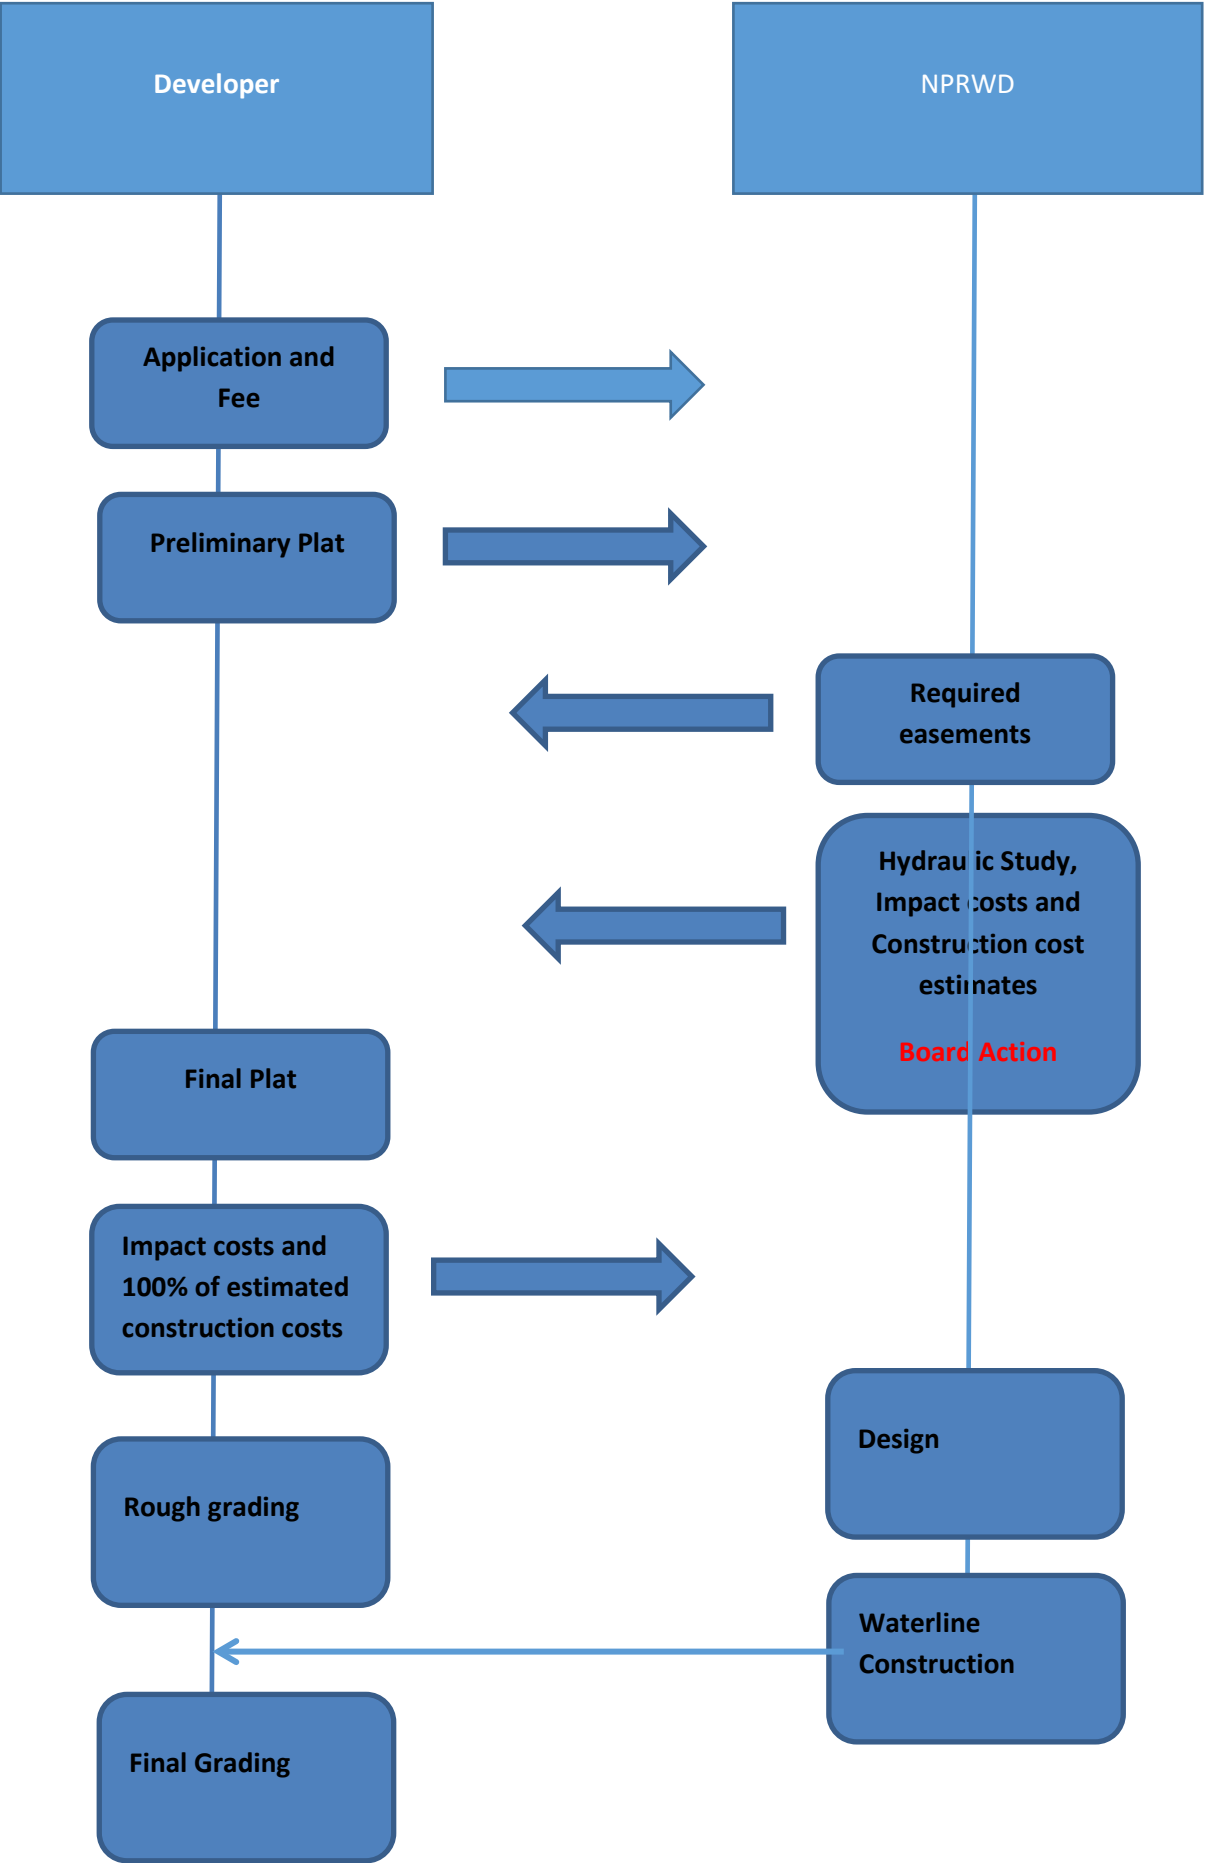 Developer
NPRWD
Application and
Fee
Preliminary Plat
Required
easements
Hydraulic Study,
Impact costs and
Construction cost
estimates
Board Action
Final Plat
Impact costs and
100% of estimated
construction costs
Design
Rough grading
Waterline
Construction
Final Grading